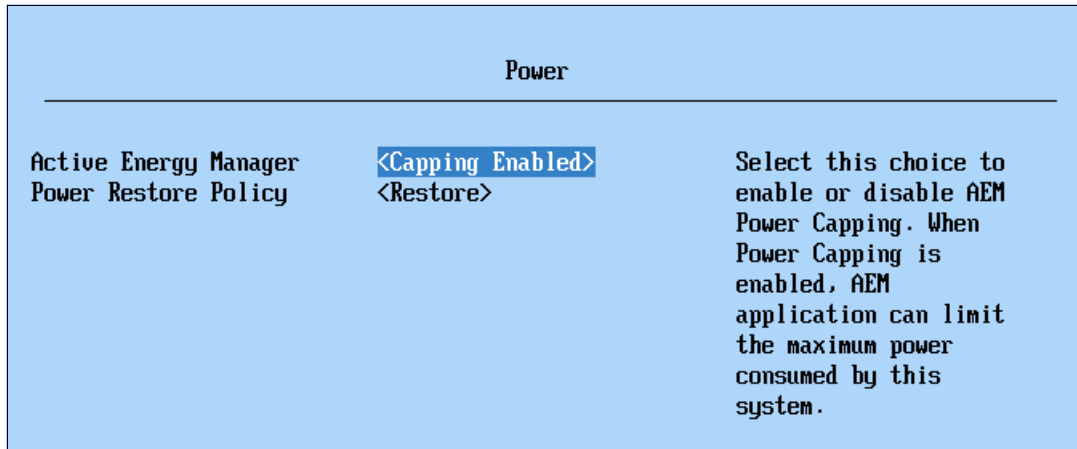 Power
Active Energy Manager <Capping Enabled>
Power Restore Policy <Restore>
Select this choice to
enable or disable AEM
Power Capping. When
Power Capping is
enabled, AEM
application can limit
the maximum power
consumed by this
system.